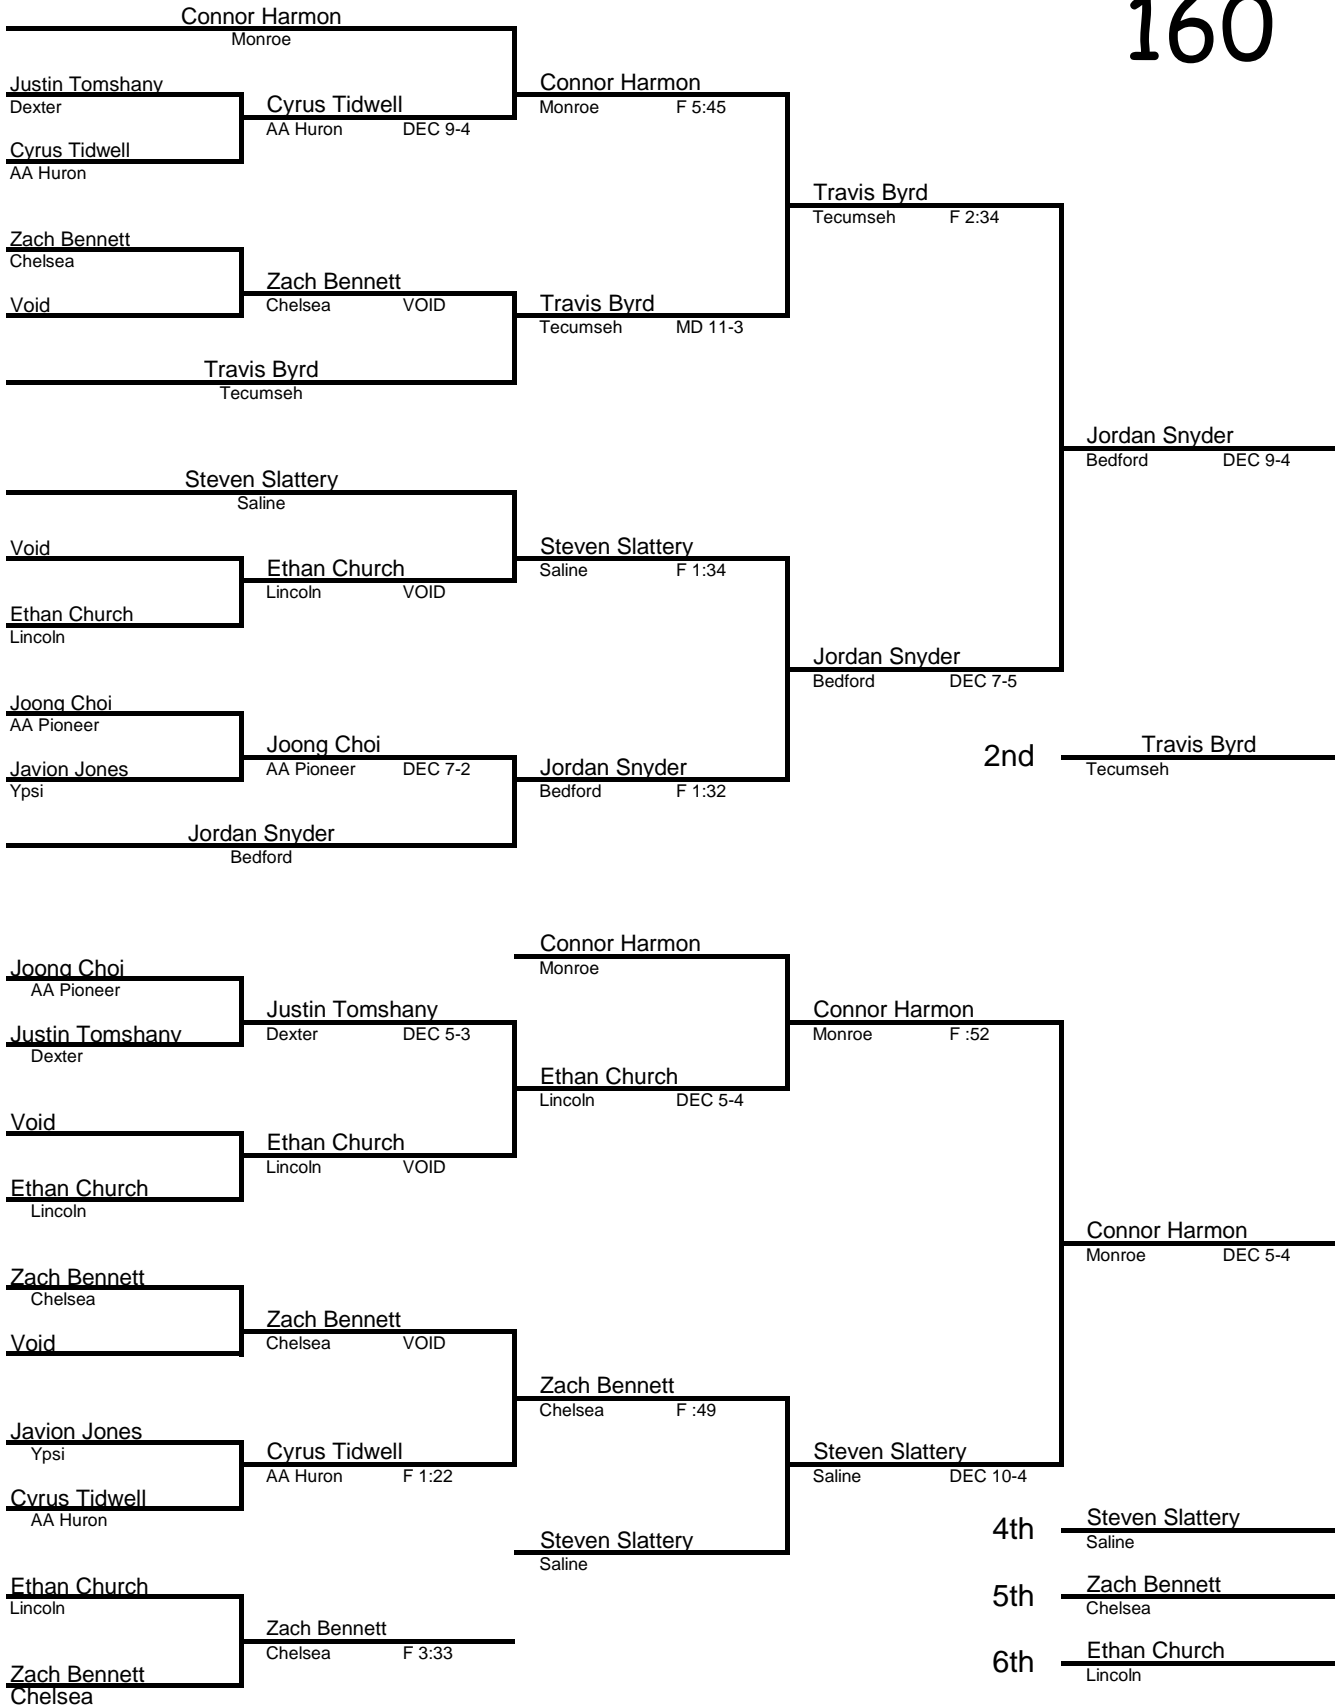 160
Connor Harmon
Monroe
Justin Tomshany
Dexter
Cyrus Tidwell
AA Huron DEC 9-4
Cyrus Tidwell
AA Huron
Connor Harmon
Monroe F 5:45
Zach Bennett
Chelsea
Void
Zach Bennett
Chelsea VOID
Travis Byrd
Tecumseh
Travis Byrd
Tecumseh MD 11-3
Travis Byrd
Tecumseh F 2:34
Steven Slattery
Saline
Void
Ethan Church
Lincoln VOID
Ethan Church
Lincoln
Steven Slattery
Saline F 1:34
Joong Choi
AA Pioneer
Javion Jones
Ypsi
Joong Choi
AA Pioneer DEC 7-2
Jordan Snyder
Bedford
Jordan Snyder
Bedford F 1:32
Jordan Snyder
Bedford DEC 7-5
Jordan Snyder
Bedford DEC 9-4
2nd Travis Byrd
Tecumseh
Joong Choi
AA Pioneer
Justin Tomshany
Dexter
Justin Tomshany
Dexter DEC 5-3
Void
Ethan Church
Lincoln
Ethan Church
Lincoln VOID
Connor Harmon
Monroe
Ethan Church
Lincoln DEC 5-4
Connor Harmon
Monroe F :52
Zach Bennett
Chelsea
Void
Zach Bennett
Chelsea VOID
Javion Jones
Ypsi
Cyrus Tidwell
AA Huron
Cyrus Tidwell
AA Huron F 1:22
Zach Bennett
Chelsea F :49
Steven Slattery
Saline
Steven Slattery
Saline DEC 10-4
Connor Harmon
Monroe DEC 5-4
Ethan Church
Lincoln
Zach Bennett
Chelsea
Zach Bennett
Chelsea F 3:33
4th Steven Slattery
Saline
5th Zach Bennett
Chelsea
6th Ethan Church
Lincoln